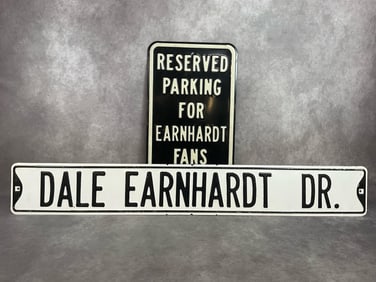 RESERVED
PARKING
FOR
EARNHARDT
FANS
DALE EARNHARDT DR.